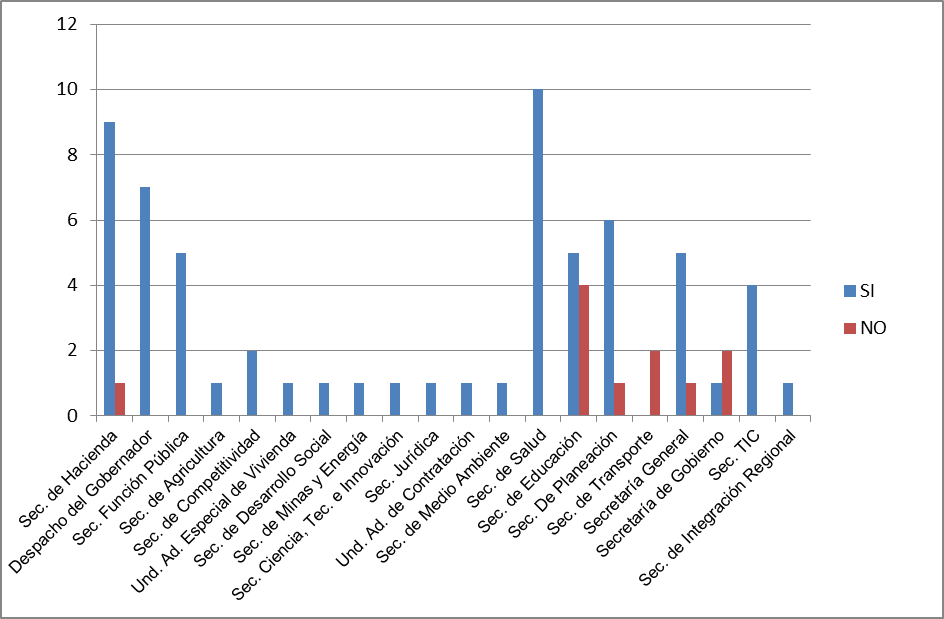 12
10
8
6
4
2
0
Sec. de Hacienda
Despacho del Gobernador
Sec. Función Pública
Sec. de Agricultura
Sec. de Competitividad
Und. Ad. Especial de Vivienda
Sec. de Desarrollo Social
Sec. de Minas y Energía
Sec. Ciencia, Tec. e Innovación
Sec. Jurídica
Und. Ad. de Contratación
Sec. de Medio Ambiente
Sec. de Salud
Sec. de Educación
Sec. De Planeación
Sec. de Transporte
Secretaría General
Secretaría de Gobierno
Sec. TIC
Sec. de Integración Regional
SI
NO